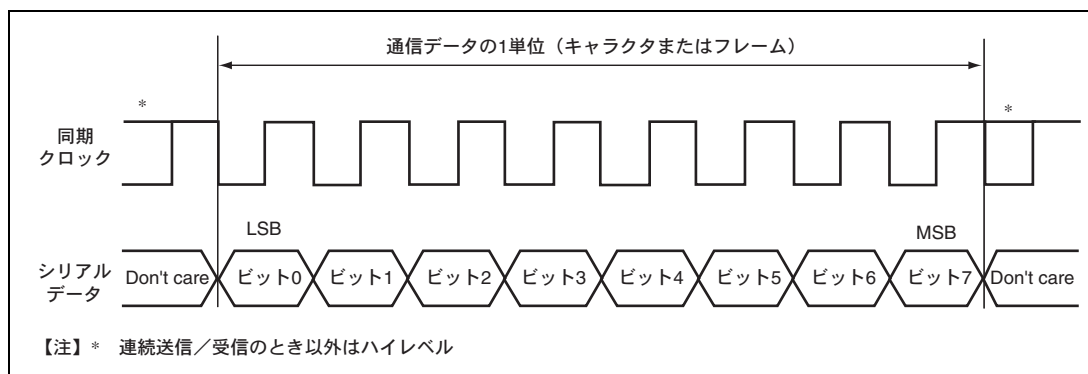 通信データの1単位（キャラクタまたはフレーム）
*
*
同期
クロック
LSB
MSB
シリアル
データ
Don't care
ビット0
ビット1
ビット2
ビット3
ビット4
ビット5
ビット6
ビット7
Don't care
【注】* 連続送信／受信のとき以外はハイレベル